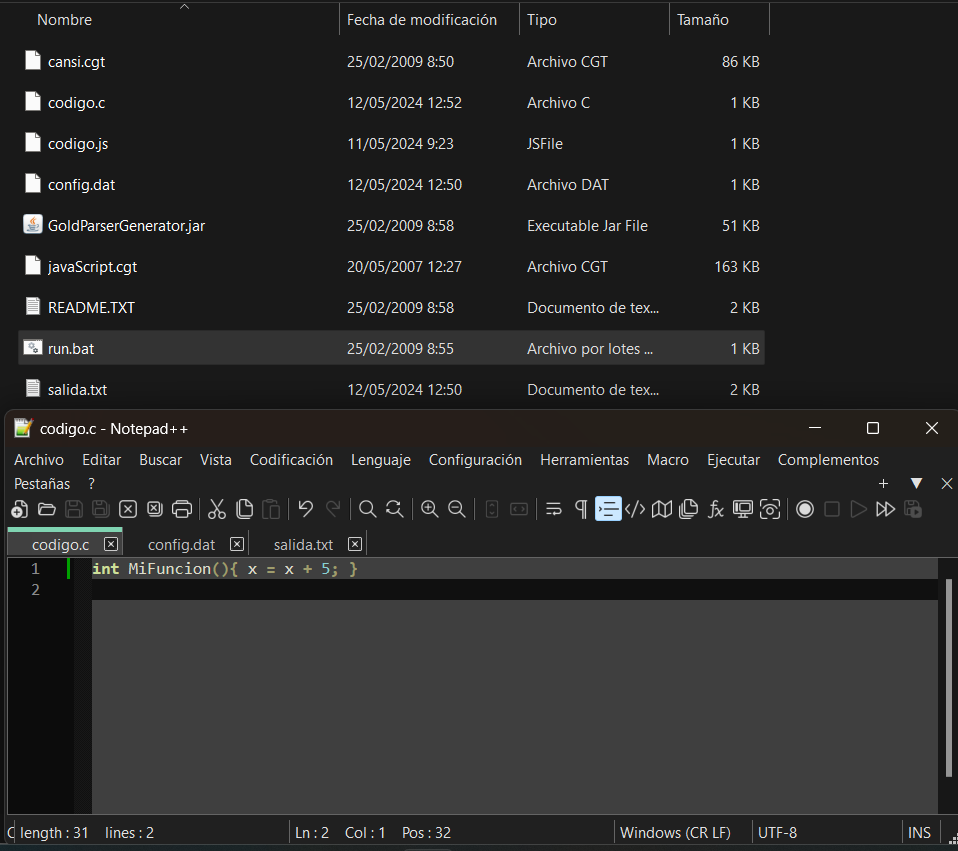 Nombre Fecha de modificación Tipo Tamaño
cansi.cgt 25/02/2009 8:50 Archivo CGT 86 KB
codigo.c 12/05/2024 12:52 Archivo C 1 KB
codigo.js 11/05/2024 9:23 JSFile 1 KB
config.dat 12/05/2024 12:50 Archivo DAT 1 KB
GoldParserGenerator.jar 25/02/2009 8:58 Executable Jar File 51 KB
javaScript.cgt 20/05/2007 12:27 Archivo CGT 163 KB
README.TXT 25/02/2009 8:58 Documento de tex... 2 KB
run.bat 25/02/2009 8:55 Archivo por lotes ... 1 KB
salida.txt 12/05/2024 12:50 Documento de tex... 2 KB
codigo.c - Notepad++
Archivo Editar Buscar Vista Codificación Lenguaje Configuración Herramientas Macro Ejecutar Complementos
Pestañas ?
codigo.c config.dat salida.txt
1 int MiFuncion(){ x = x + 5; }
2
C length : 31 lines : 2 Ln : 2 Col : 1 Pos : 32 Windows (CR LF) UTF-8 INS